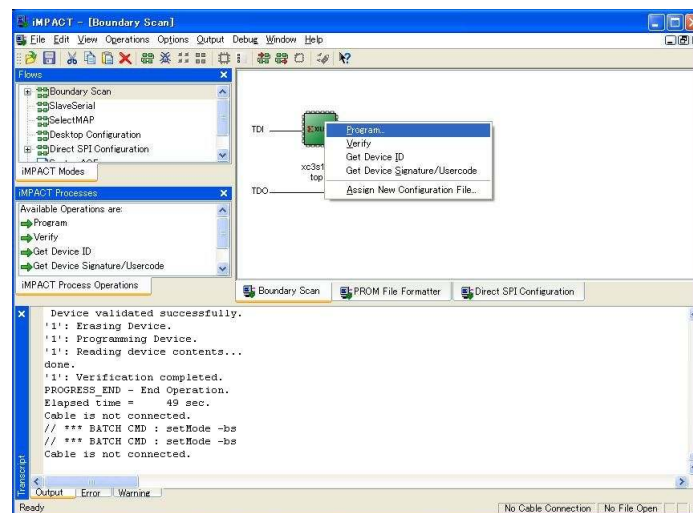 iMPACT - [Boundary Scan]
File Edit View Operations Options Output Debug Window Help
Flows
Boundary Scan
SlaveSerial
SelectMAP
Desktop Configuration
Direct SPI Configuration
iMPACT Modes
iMPACT Processes
Available Operations are:
Program
Verify
Get Device ID
Get Device Signature/Usercode
iMPACT Process Operations
TDI
TDO
xc3s1
top
Program...
Verify
Get Device ID
Get Device Signature/Usercode
Assign New Configuration File...
Boundary Scan
PROM File Formatter
Direct SPI Configuration
Device validated successfully.
'1': Erasing Device.
'1': Programming Device.
'1': Reading device contents...
done.
'1': Verification completed.
PROGRESS_END - End Operation.
Elapsed time =     49 sec.
Cable is not connected.
// *** BATCH CMD : setMode -bs
// *** BATCH CMD : setMode -bs
Cable is not connected.
Transcript
Output Error Warning
Ready
No Cable Connection No File Open